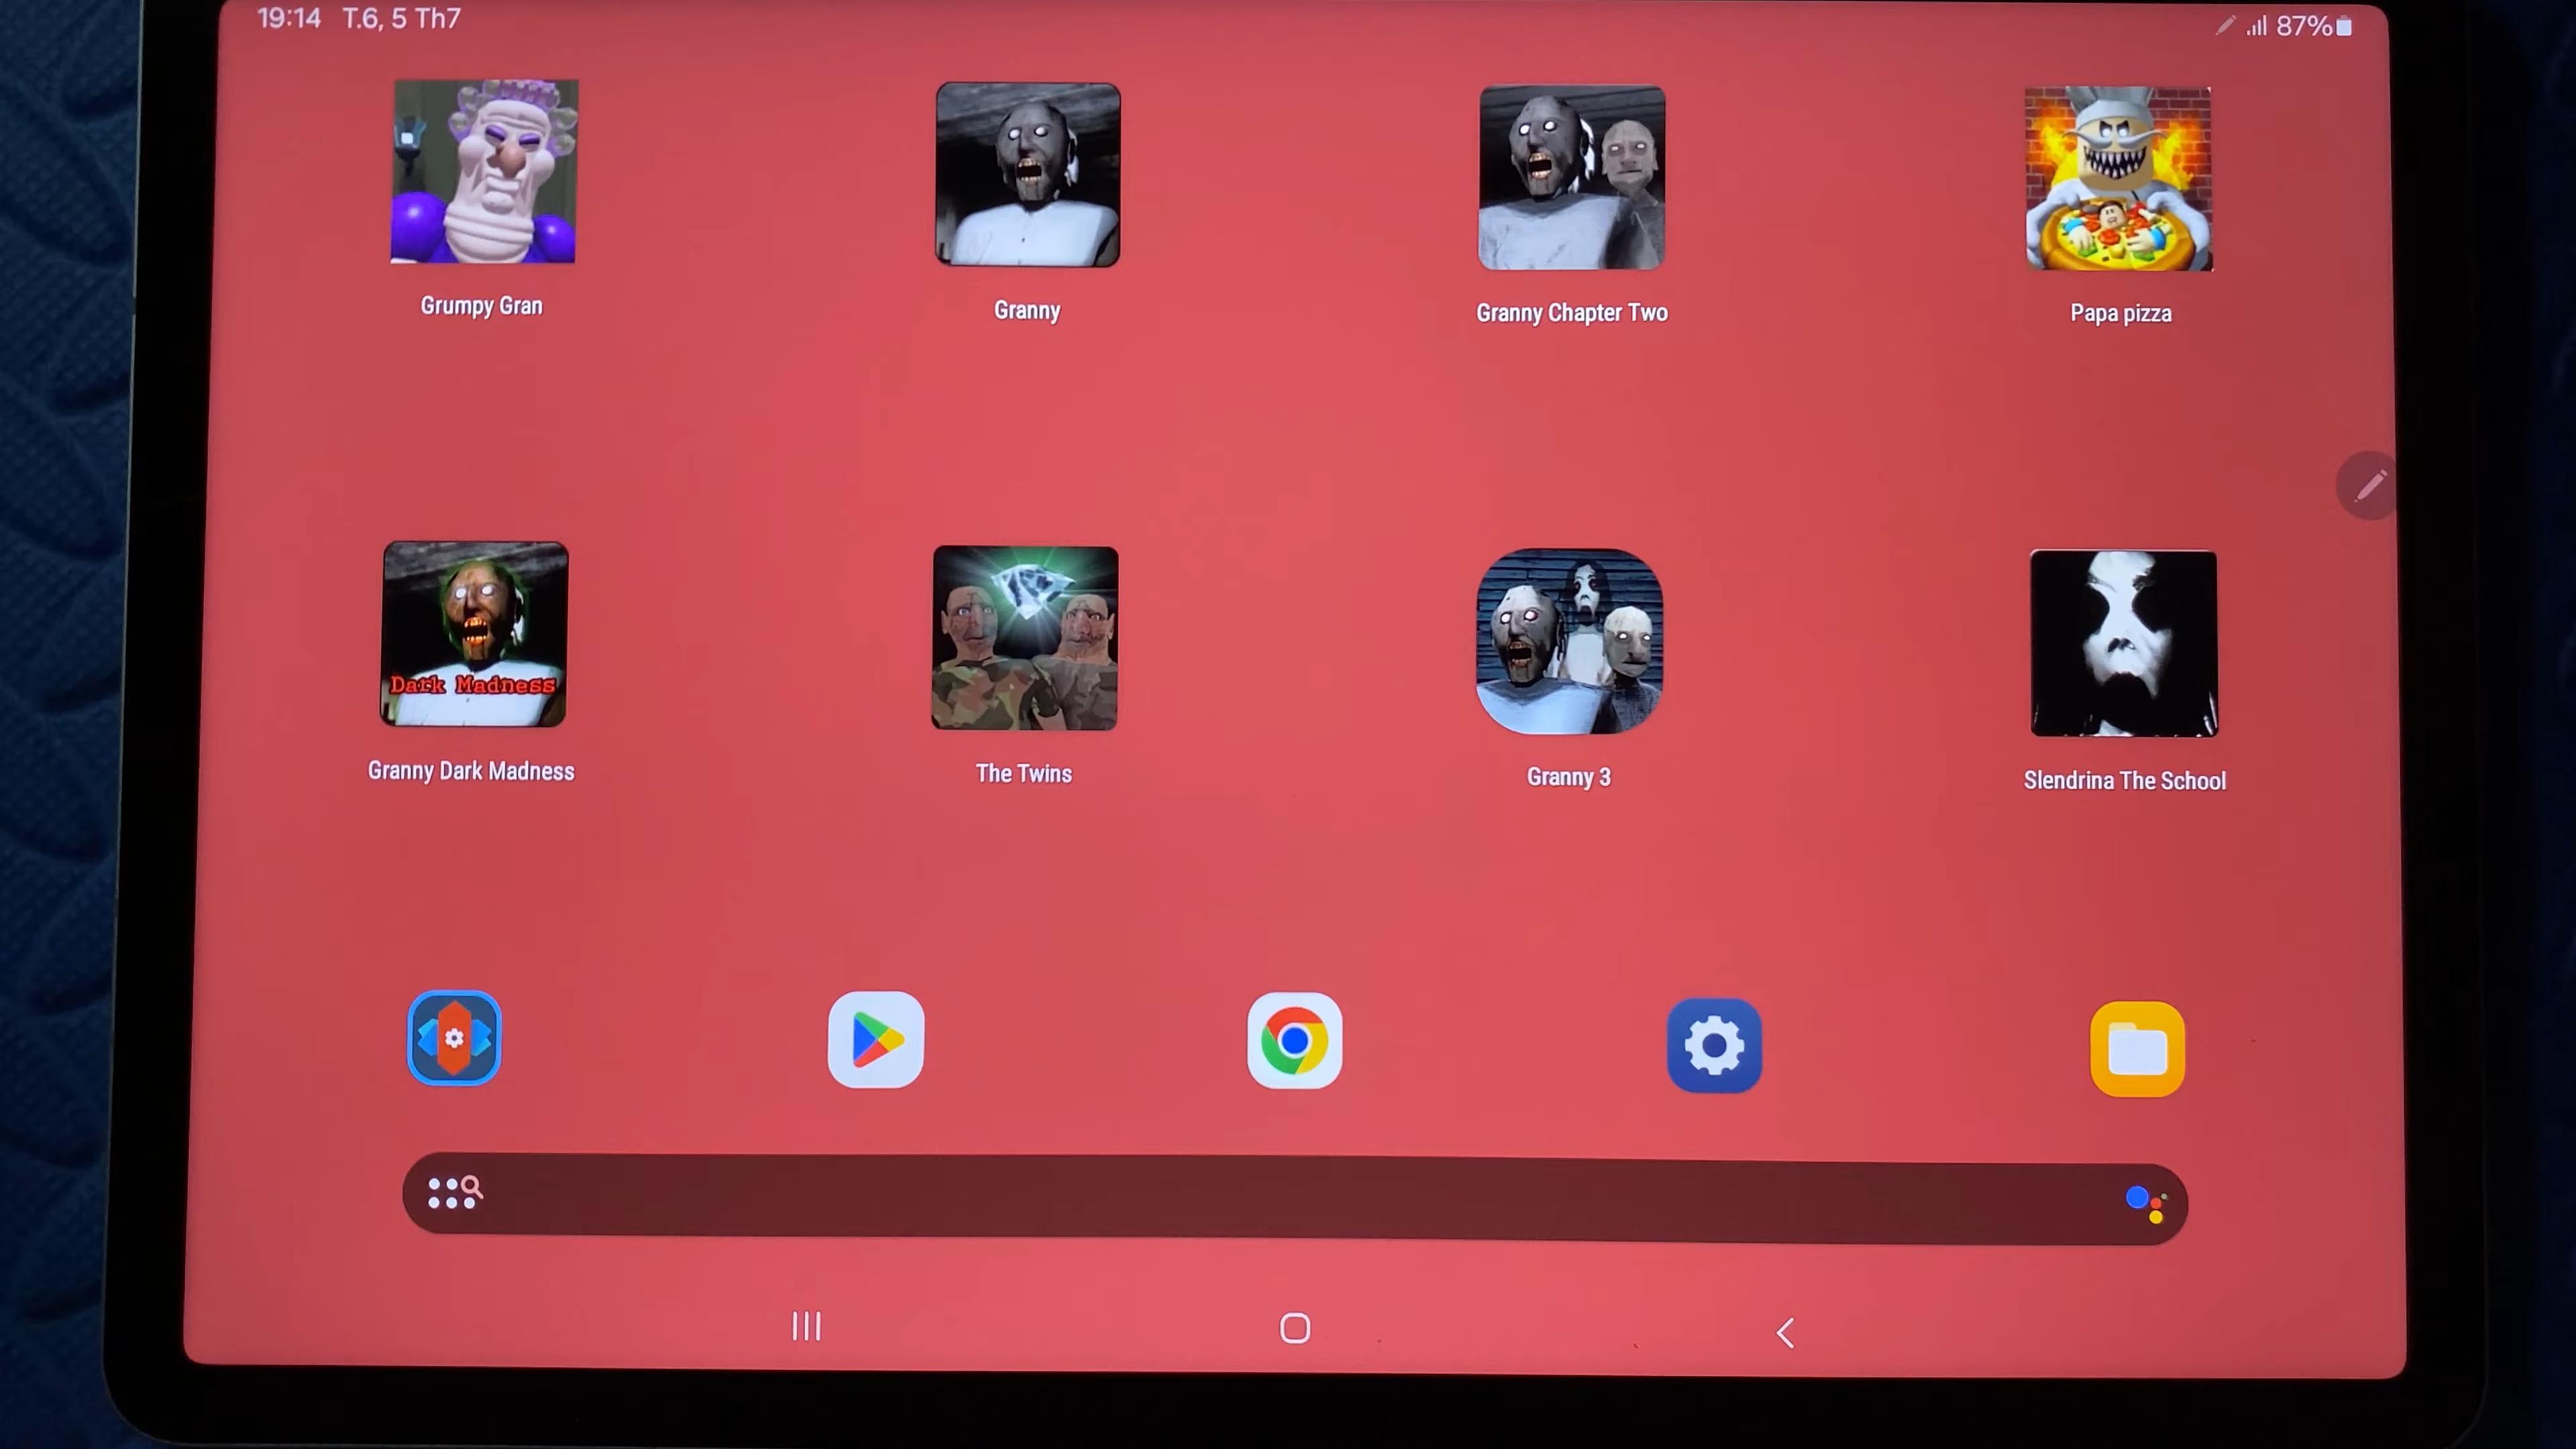 19:14 T.6, 5 Th7
87%
Grumpy Gran
Granny
Granny Chapter Two
Papa pizza
Dark Madness
Granny Dark Madness
The Twins
Granny 3
Slendrina The School